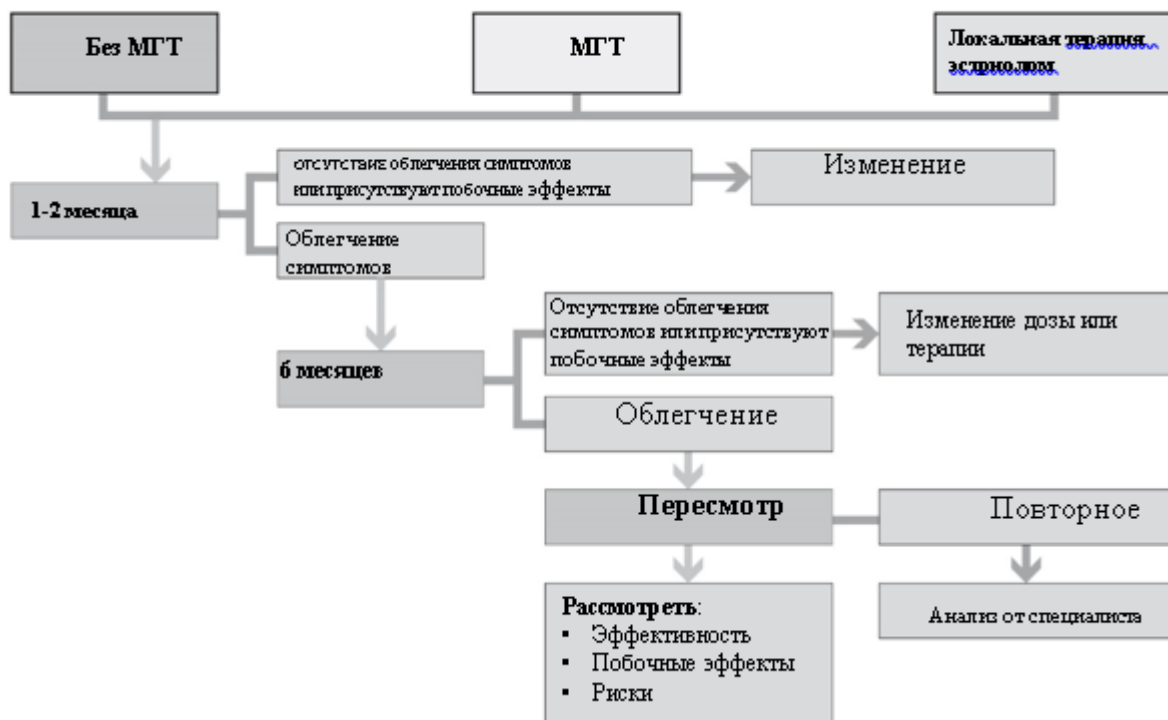 Без МГТ
МГТ
Локальная терапия
эстриолом
отсутствие облегчения симптомов
или присутствуют побочные эффекты
Изменение
1-2 месяца
Облегчение
симптомов
Отсутствие облегчения
симптомов или присутствуют
побочные эффекты
Изменение дозы или
терапии
6 месяцев
Облегчение
Пересмотр
Повторное
Рассмотреть:
▪ Эффективность
▪ Побочные эффекты
▪ Риски
Анализ от специалиста